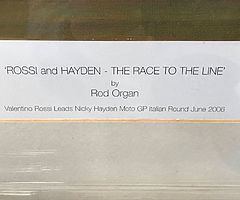 'ROSSI and HAYDEN - THE RACE TO THE LINE'
by
Rod Organ
Valentino Rossi Leads Nicky Hayden Moto GP Italian Round June 2006